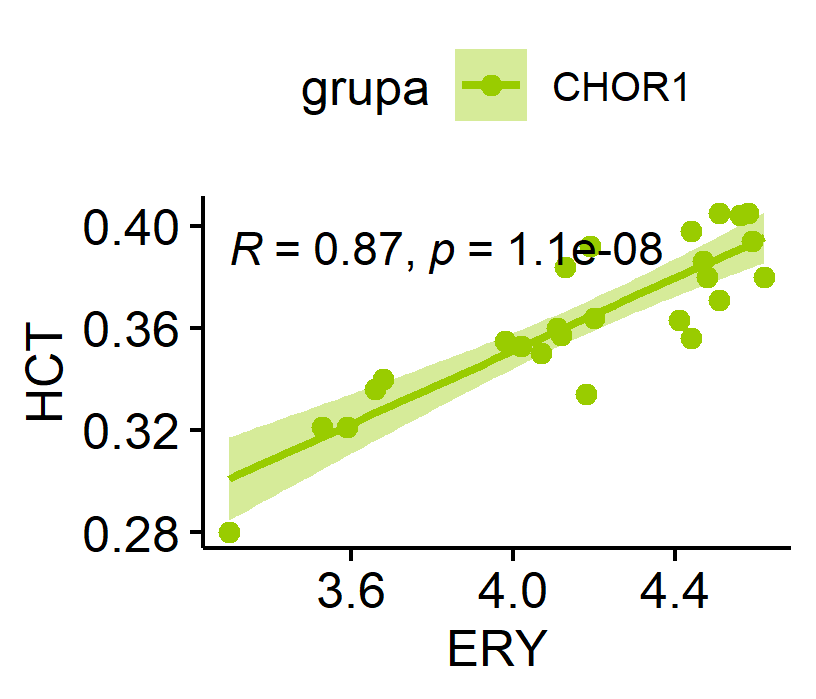 grupa CHOR1
R = 0.87, p = 1.1e-08
HCT
0.40
0.36
0.32
0.28
3.6 4.0 4.4
ERY